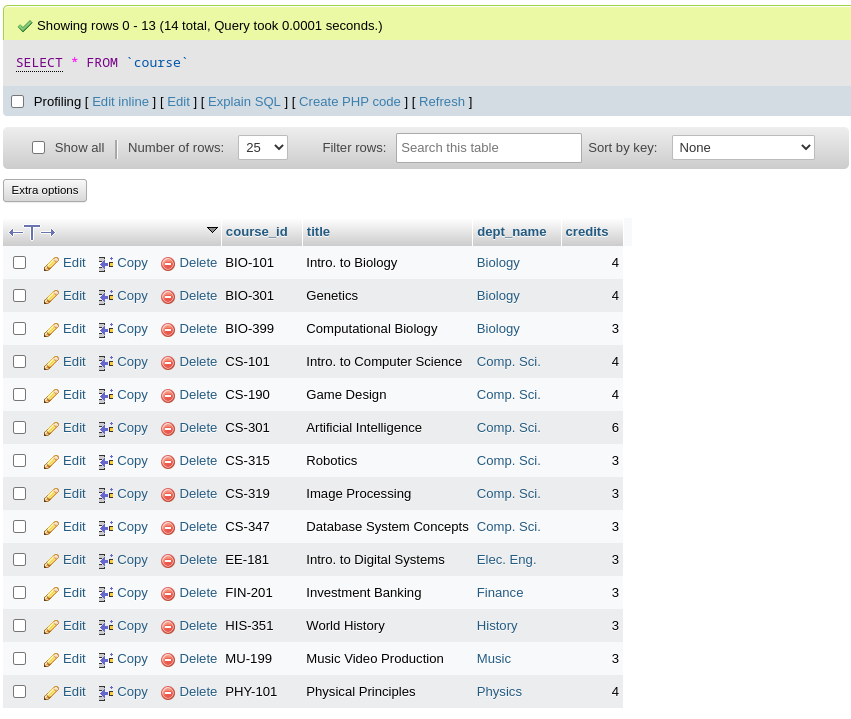 Showing rows 0 - 13 (14 total, Query took 0.0001 seconds.)
SELECT * FROM `course`
Profiling [ Edit inline ] [ Edit ] [ Explain SQL ] [ Create PHP code ] [ Refresh ]
Show all | Number of rows: 25 Filter rows: Search this table Sort by key: None
Extra options
←T→ course_id title dept_name credits
Edit Copy Delete BIO-101 Intro. to Biology Biology 4
Edit Copy Delete BIO-301 Genetics Biology 4
Edit Copy Delete BIO-399 Computational Biology Biology 3
Edit Copy Delete CS-101 Intro. to Computer Science Comp. Sci. 4
Edit Copy Delete CS-190 Game Design Comp. Sci. 4
Edit Copy Delete CS-301 Artificial Intelligence Comp. Sci. 6
Edit Copy Delete CS-315 Robotics Comp. Sci. 3
Edit Copy Delete CS-319 Image Processing Comp. Sci. 3
Edit Copy Delete CS-347 Database System Concepts Comp. Sci. 3
Edit Copy Delete EE-181 Intro. to Digital Systems Elec. Eng. 3
Edit Copy Delete FIN-201 Investment Banking Finance 3
Edit Copy Delete HIS-351 World History History 3
Edit Copy Delete MU-199 Music Video Production Music 3
Edit Copy Delete PHY-101 Physical Principles Physics 4